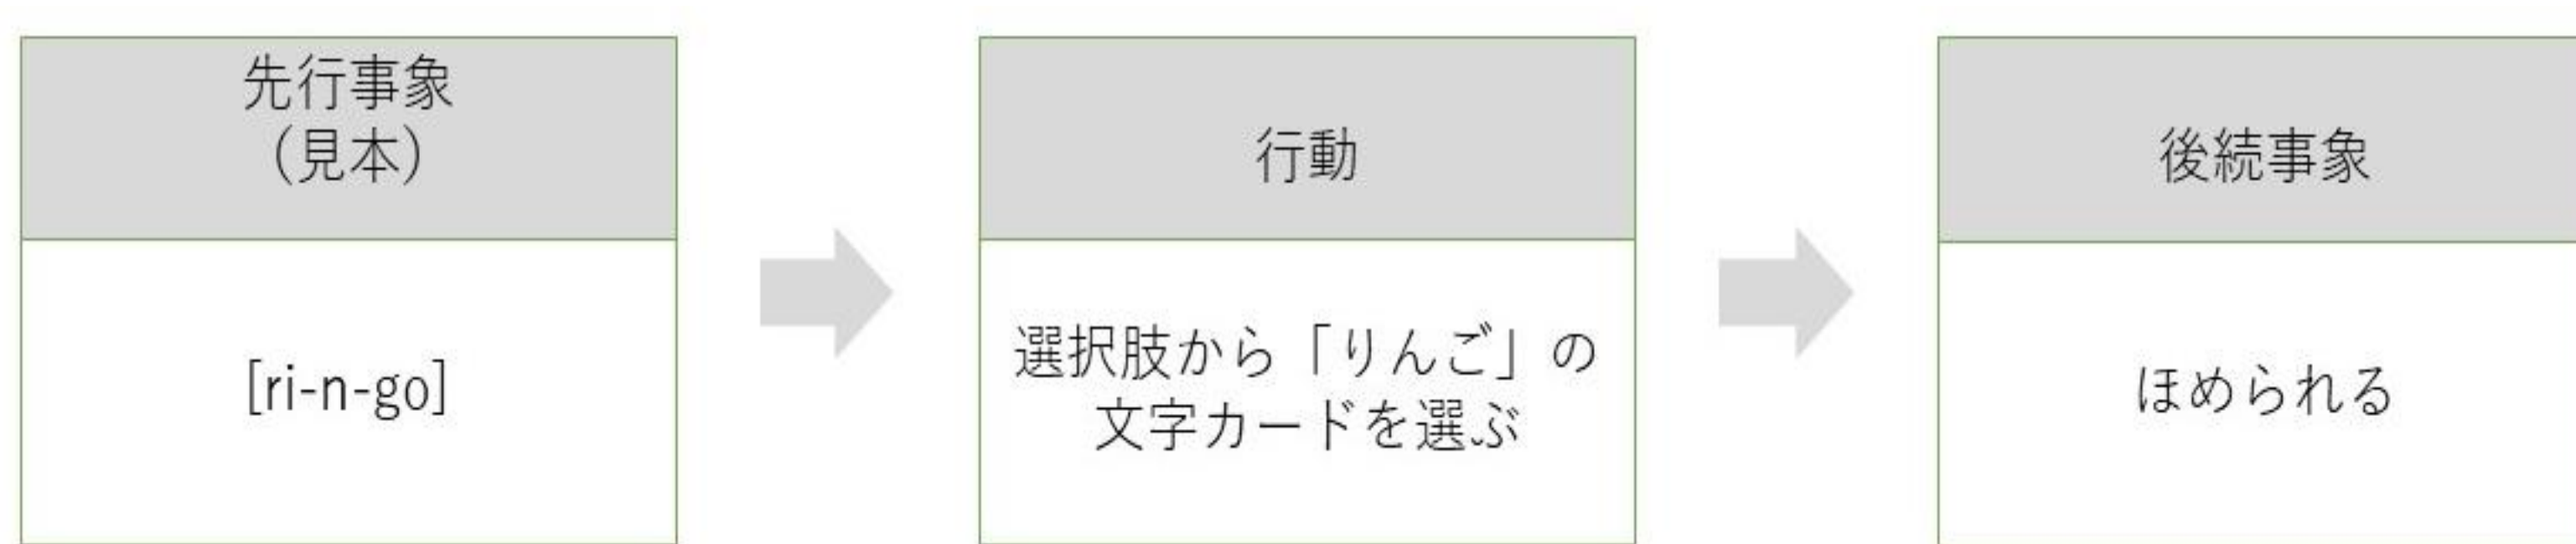 先行事象
（見本）
[ri-n-go]
行動
選択肢から「りんご」の
文字カードを選ぶ
後続事象
ほめられる